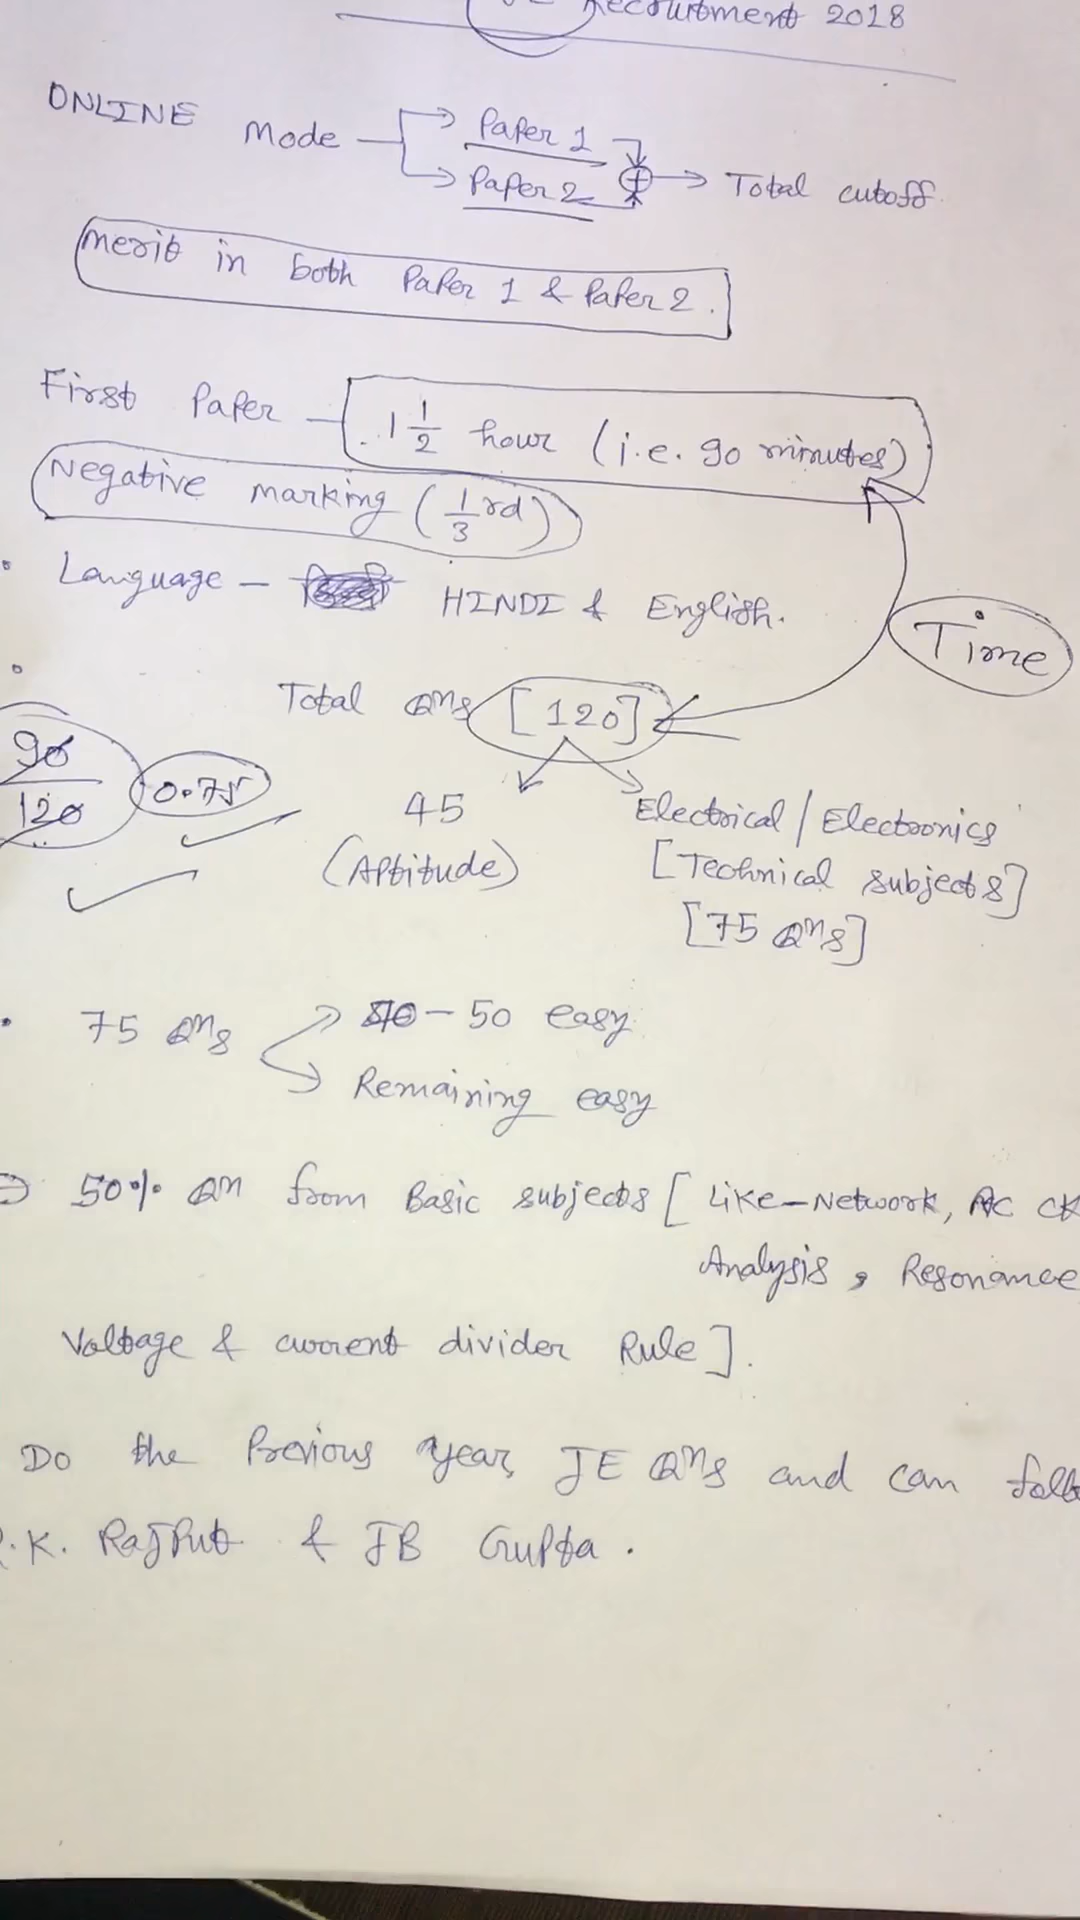 Recruitment 2018
ONLINE Mode → Paper 1
→ Paper 2 → Total cutoff
Merit in both Paper 1 & Paper 2.
First Paper - 1 1/2 hour (i.e. 90 minutes)
Negative marking (1/3 rd)
Language - HINDI & English.
Time
Total Qns [120]
90/120 0.75
45 (Aptitude)
Electrical / Electronics
[Technical subjects]
[75 Qns]
75 Qns → - 50 easy
→ Remaining easy
⇒ 50% Qn from Basic subjects [Like-Network, AC CK
Analysis, Resonance
Voltage & current divider Rule].
Do the Previous year JE Qns and can
.K. Rajput & JB Gupta.